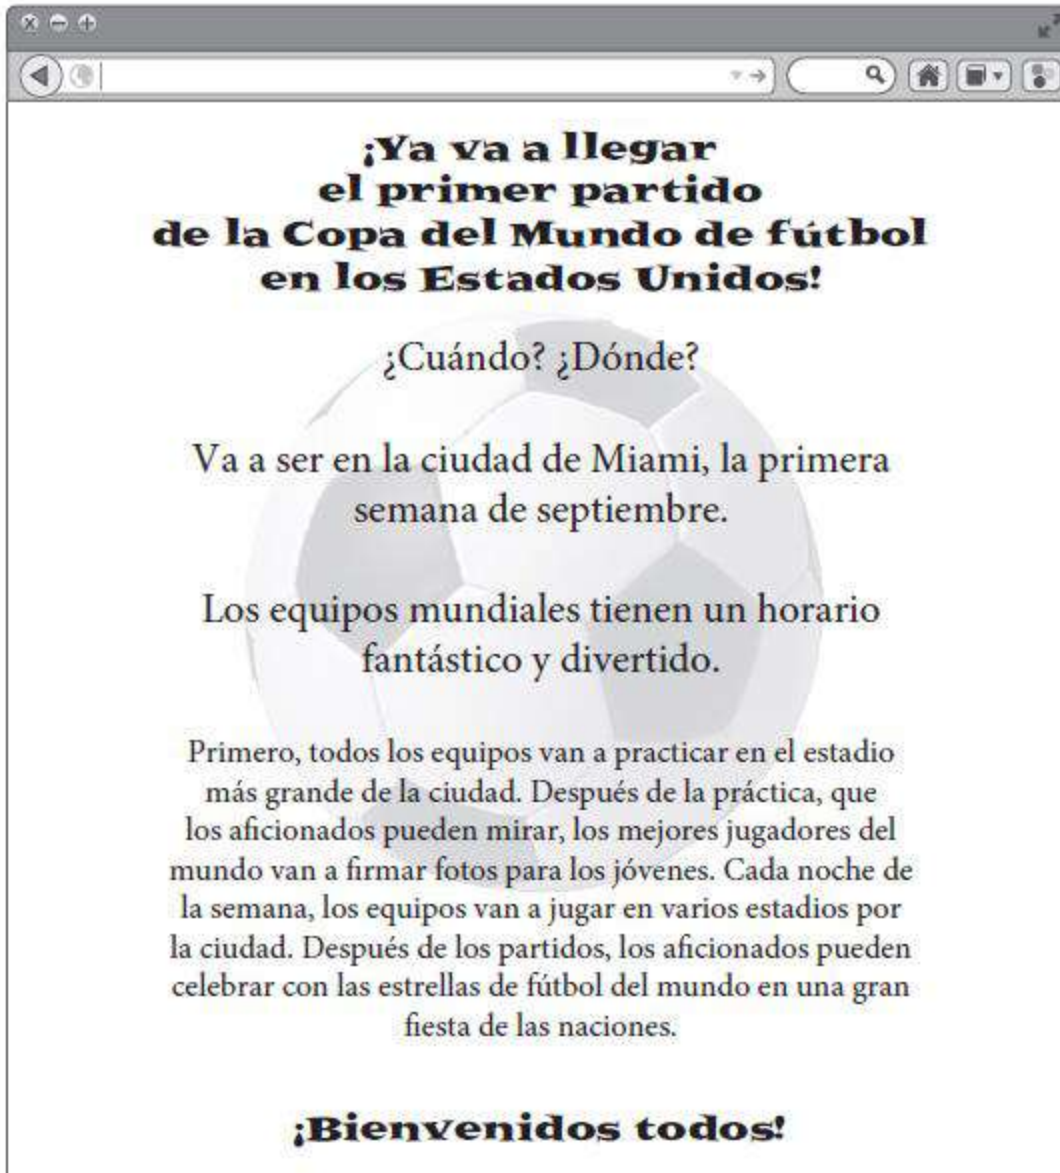 ¡Ya va a llegar
el primer partido
de la Copa del Mundo de fútbol
en los Estados Unidos!
¿Cuándo? ¿Dónde?
Va a ser en la ciudad de Miami, la primera
semana de septiembre.
Los equipos mundiales tienen un horario
fantástico y divertido.
Primero, todos los equipos van a practicar en el estadio
más grande de la ciudad. Después de la práctica, que
los aficionados pueden mirar, los mejores jugadores del
mundo van a firmar fotos para los jóvenes. Cada noche de
la semana, los equipos van a jugar en varios estadios por
la ciudad. Después de los partidos, los aficionados pueden
celebrar con las estrellas de fútbol del mundo en una gran
fiesta de las naciones.
¡Bienvenidos todos!